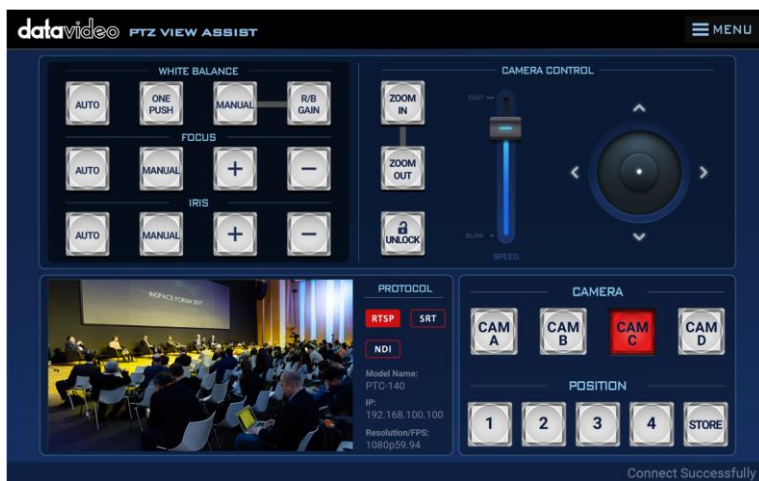 datavideo PTZ VIEW ASSIST
MENU
WHITE BALANCE
AUTO
ONE PUSH
MANUAL
R/B GAIN
FOCUS
AUTO
MANUAL
+
−
IRIS
AUTO
MANUAL
+
−
CAMERA CONTROL
ZOOM IN
ZOOM OUT
UNLOCK
FAST
SLOW
SPEED
INSPACE FORUM 2017
PROTOCOL
RTSP
SRT
NDI
Model Name:
PTC-140
IP:
192.168.100.100
Resolution/FPS:
1080p59.94
CAMERA
CAM A
CAM B
CAM C
CAM D
POSITION
1
2
3
4
STORE
Connect Successfully